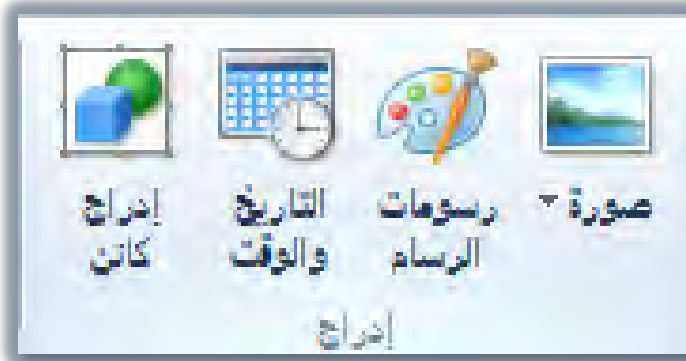 صورة
رسومات
الرسام
التاريخ
والوقت
إدراج
كائن
إدراج